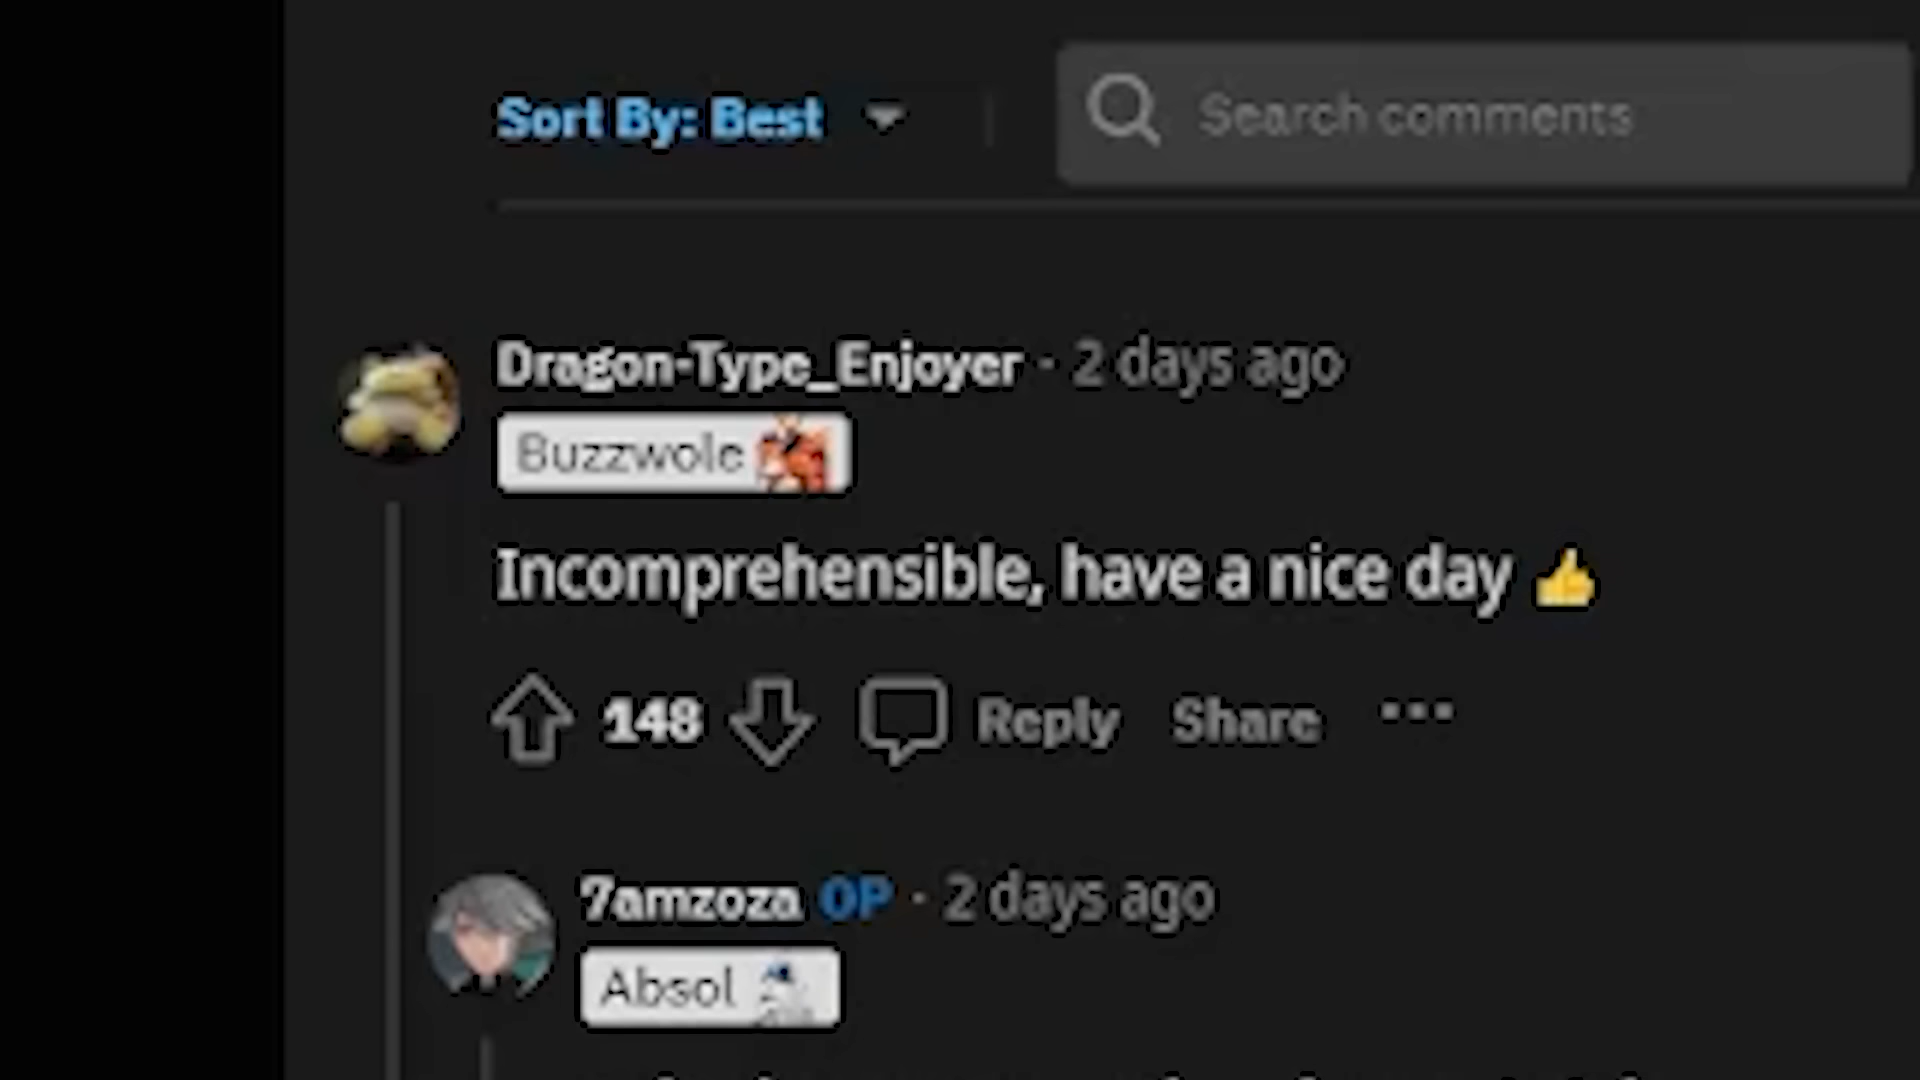 Sort By: Best
Search comments
Dragon-Type_Enjoyer · 2 days ago
Buzzwole
Incomprehensible, have a nice day 👍
148 Reply Share ...
7amzoza OP · 2 days ago
Absol